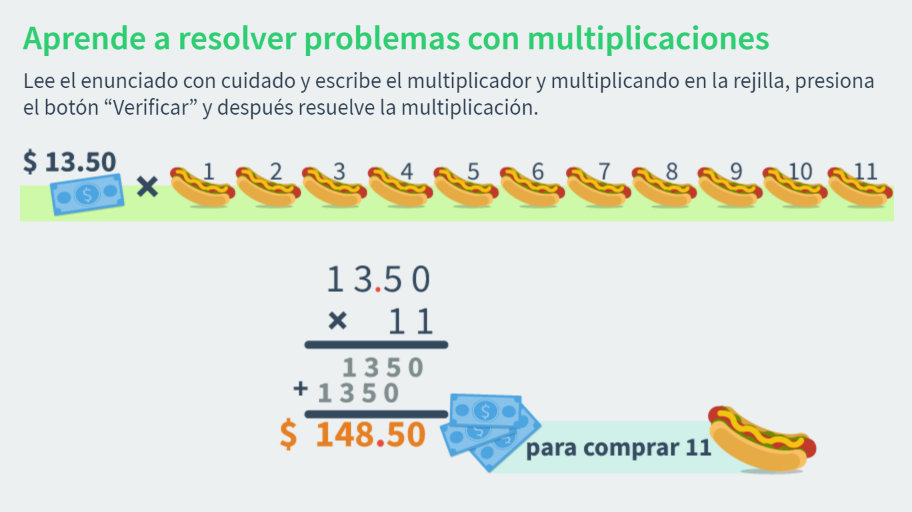 Aprende a resolver problemas con multiplicaciones
Lee el enunciado con cuidado y escribe el multiplicador y multiplicando en la rejilla, presiona
el botón “Verificar” y después resuelve la multiplicación.
$ 13.50 × 1 2 3 4 5 6 7 8 9 10 11
13.50
× 11
1350
+ 1350
$ 148.50
para comprar 11